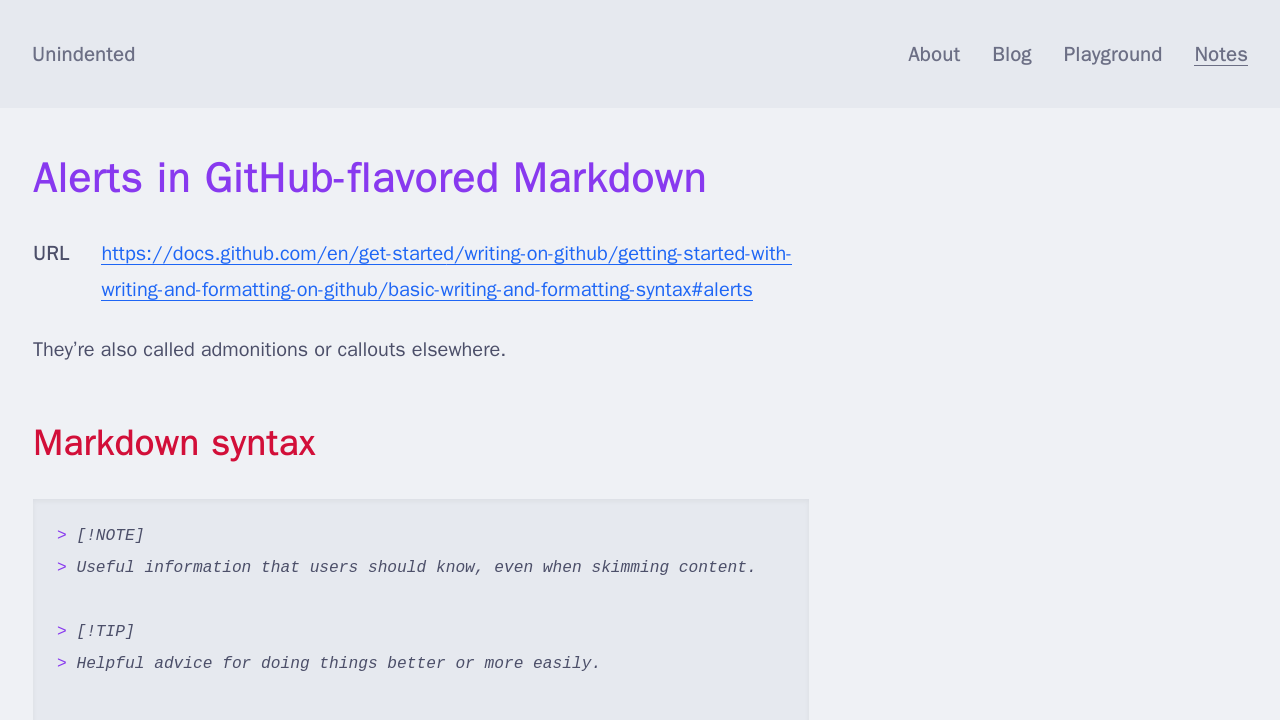 Unindented
About Blog Playground Notes
Alerts in GitHub-flavored Markdown
URL https://docs.github.com/en/get-started/writing-on-github/getting-started-with-
writing-and-formatting-on-github/basic-writing-and-formatting-syntax#alerts
They’re also called admonitions or callouts elsewhere.
Markdown syntax
> [!NOTE]
> Useful information that users should know, even when skimming content.
> [!TIP]
> Helpful advice for doing things better or more easily.